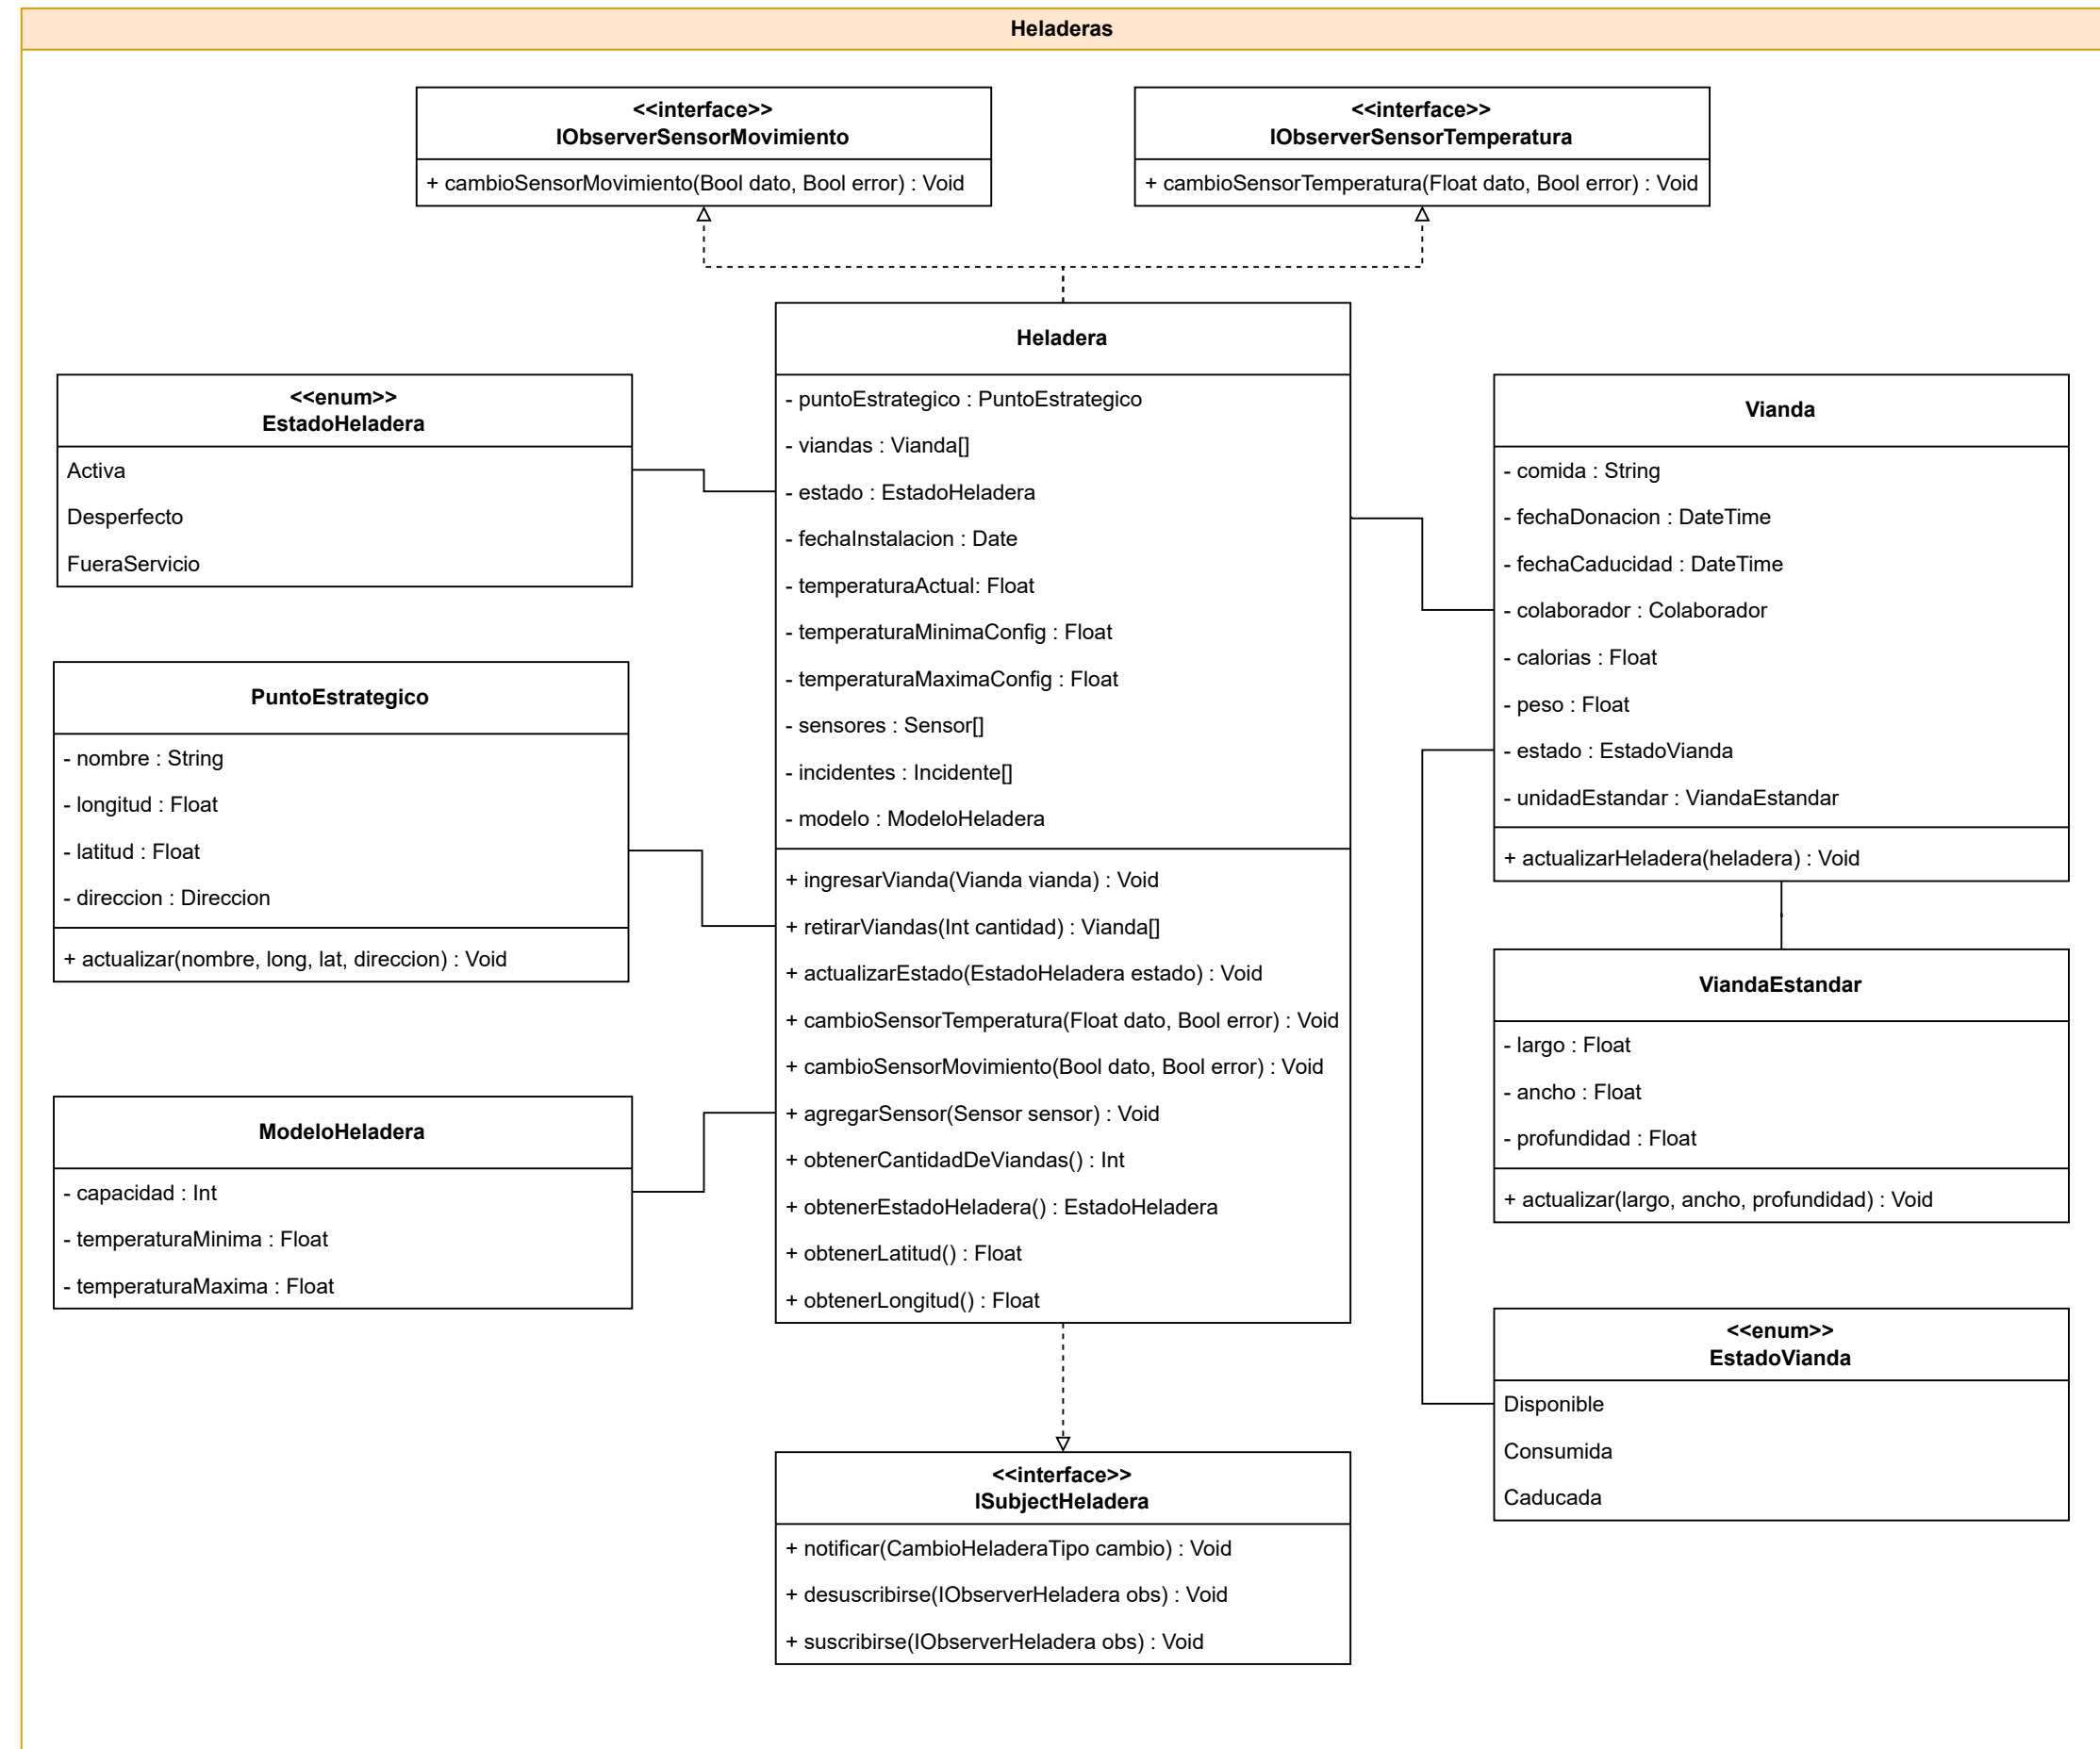 Heladeras
<<interface>>
IObserverSensorMovimiento
+ cambioSensorMovimiento(Bool dato, Bool error) : Void
<<interface>>
IObserverSensorTemperatura
+ cambioSensorTemperatura(Float dato, Bool error) : Void
<<enum>>
EstadoHeladera
Activa
Desperfecto
FueraServicio
PuntoEstrategico
- nombre : String
- longitud : Float
- latitud : Float
- direccion : Direccion
+ actualizar(nombre, long, lat, direccion) : Void
ModeloHeladera
- capacidad : Int
- temperaturaMinima : Float
- temperaturaMaxima : Float
Heladera
- puntoEstrategico : PuntoEstrategico
- viandas : Vianda[]
- estado : EstadoHeladera
- fechaInstalacion : Date
- temperaturaActual: Float
- temperaturaMinimaConfig : Float
- temperaturaMaximaConfig : Float
- sensores : Sensor[]
- incidentes : Incidente[]
- modelo : ModeloHeladera
+ ingresarVianda(Vianda vianda) : Void
+ retirarViandas(Int cantidad) : Vianda[]
+ actualizarEstado(EstadoHeladera estado) : Void
+ cambioSensorTemperatura(Float dato, Bool error) : Void
+ cambioSensorMovimiento(Bool dato, Bool error) : Void
+ agregarSensor(Sensor sensor) : Void
+ obtenerCantidadDeViandas() : Int
+ obtenerEstadoHeladera() : EstadoHeladera
+ obtenerLatitud() : Float
+ obtenerLongitud() : Float
<<interface>>
ISubjectHeladera
+ notificar(CambioHeladeraTipo cambio) : Void
+ desuscribirse(IObserverHeladera obs) : Void
+ suscribirse(IObserverHeladera obs) : Void
Vianda
- comida : String
- fechaDonacion : DateTime
- fechaCaducidad : DateTime
- colaborador : Colaborador
- calorias : Float
- peso : Float
- estado : EstadoVianda
- unidadEstandar : ViandaEstandar
+ actualizarHeladera(heladera) : Void
ViandaEstandar
- largo : Float
- ancho : Float
- profundidad : Float
+ actualizar(largo, ancho, profundidad) : Void
<<enum>>
EstadoVianda
Disponible
Consumida
Caducada